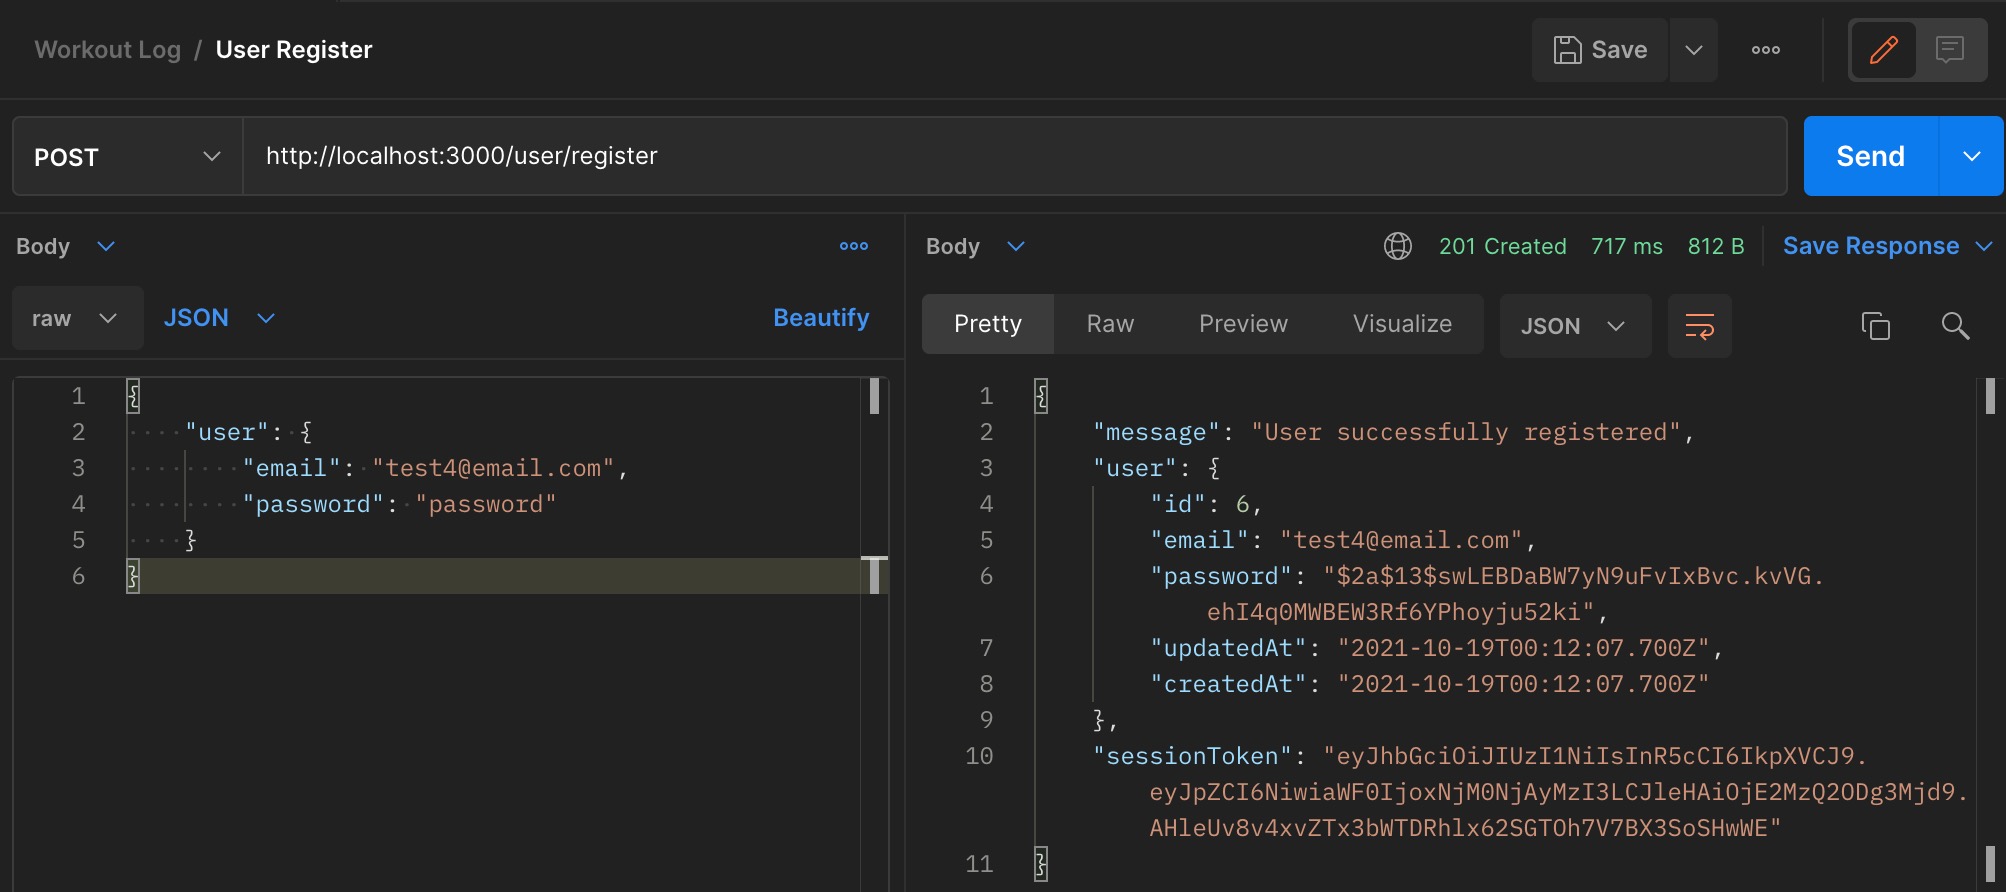 Workout Log / User Register
Save
POST
http://localhost:3000/user/register
Send
Body
Body
201 Created 717 ms 812 B
Save Response
raw
JSON
Beautify
Pretty Raw Preview Visualize
JSON
1 {
2 "user": {
3 "email": "test4@email.com",
4 "password": "password"
5 }
6 }
1 {
2 "message": "User successfully registered",
3 "user": {
4 "id": 6,
5 "email": "test4@email.com",
6 "password": "$2a$13$swLEBDaBW7yN9uFvIxBvc.kvVG.
ehI4q0MWBEW3Rf6YPhoyju52ki",
7 "updatedAt": "2021-10-19T00:12:07.700Z",
8 "createdAt": "2021-10-19T00:12:07.700Z"
9 },
10 "sessionToken": "eyJhbGciOiJIUzI1NiIsInR5cCI6IkpXVCJ9.
eyJpZCI6NiwiaWF0IjoxNjM0NjAyMzI3LCJleHAiOjE2MzQ2ODg3Mjd9.
AHleUv8v4xvZTx3bWTDRhlx62SGTOh7V7BX3SoSHwWE"
11 }